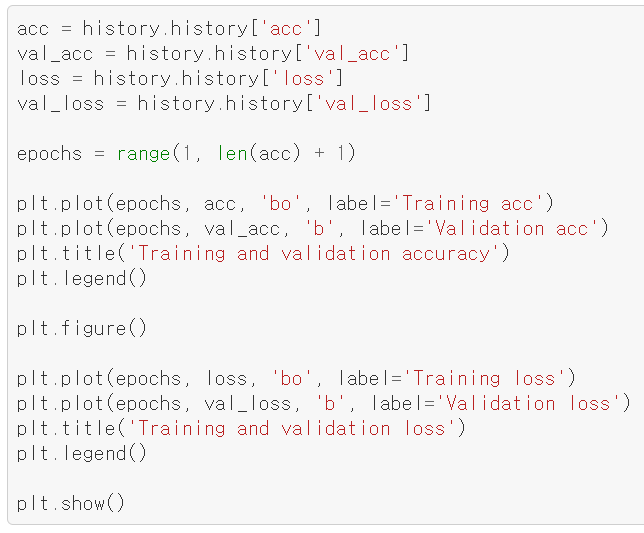 acc = history.history['acc']
val_acc = history.history['val_acc']
loss = history.history['loss']
val_loss = history.history['val_loss']
epochs = range(1, len(acc) + 1)
plt.plot(epochs, acc, 'bo', label='Training acc')
plt.plot(epochs, val_acc, 'b', label='Validation acc')
plt.title('Training and validation accuracy')
plt.legend()
plt.figure()
plt.plot(epochs, loss, 'bo', label='Training loss')
plt.plot(epochs, val_loss, 'b', label='Validation loss')
plt.title('Training and validation loss')
plt.legend()
plt.show()